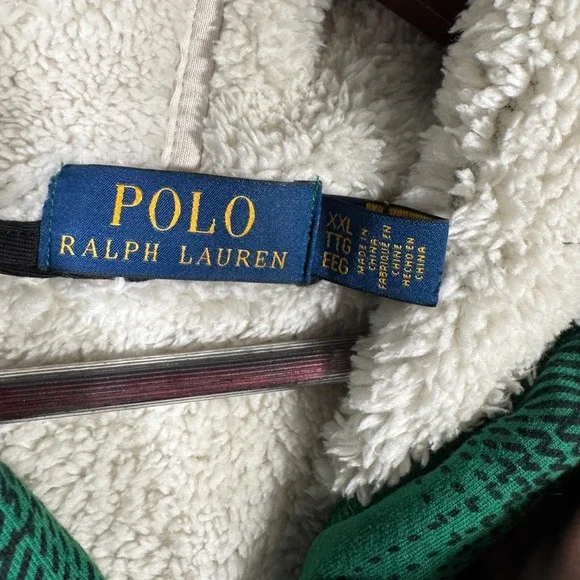 POLO
RALPH LAUREN
XXL
TTG
EEG
MADE IN
CHINA
FABRIQUÉ EN
CHINE
HECHO EN
CHINA